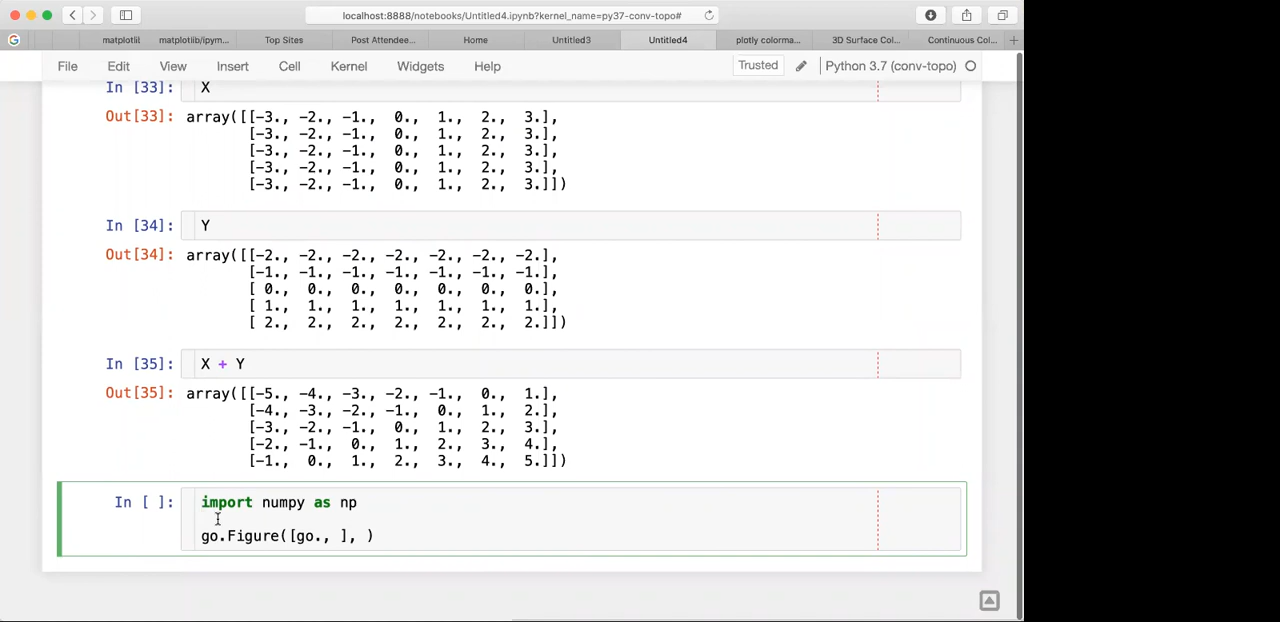 localhost:8888/notebooks/Untitled4.ipynb?kernel_name=py37-conv-topo#
matplotlil matplotlib/ipym... Top Sites Post Attendee... Home Untitled3 Untitled4 plotly colorma... 3D Surface Col... Continuous Col...
File Edit View Insert Cell Kernel Widgets Help Trusted Python 3.7 (conv-topo)
In [33]: X
Out[33]: array([[-3., -2., -1., 0., 1., 2., 3.],
[-3., -2., -1., 0., 1., 2., 3.],
[-3., -2., -1., 0., 1., 2., 3.],
[-3., -2., -1., 0., 1., 2., 3.],
[-3., -2., -1., 0., 1., 2., 3.]])
In [34]: Y
Out[34]: array([[-2., -2., -2., -2., -2., -2., -2.],
[-1., -1., -1., -1., -1., -1., -1.],
[ 0., 0., 0., 0., 0., 0., 0.],
[ 1., 1., 1., 1., 1., 1., 1.],
[ 2., 2., 2., 2., 2., 2., 2.]])
In [35]: X + Y
Out[35]: array([[-5., -4., -3., -2., -1., 0., 1.],
[-4., -3., -2., -1., 0., 1., 2.],
[-3., -2., -1., 0., 1., 2., 3.],
[-2., -1., 0., 1., 2., 3., 4.],
[-1., 0., 1., 2., 3., 4., 5.]])
In [ ]: import numpy as np
go.Figure([go., ], )